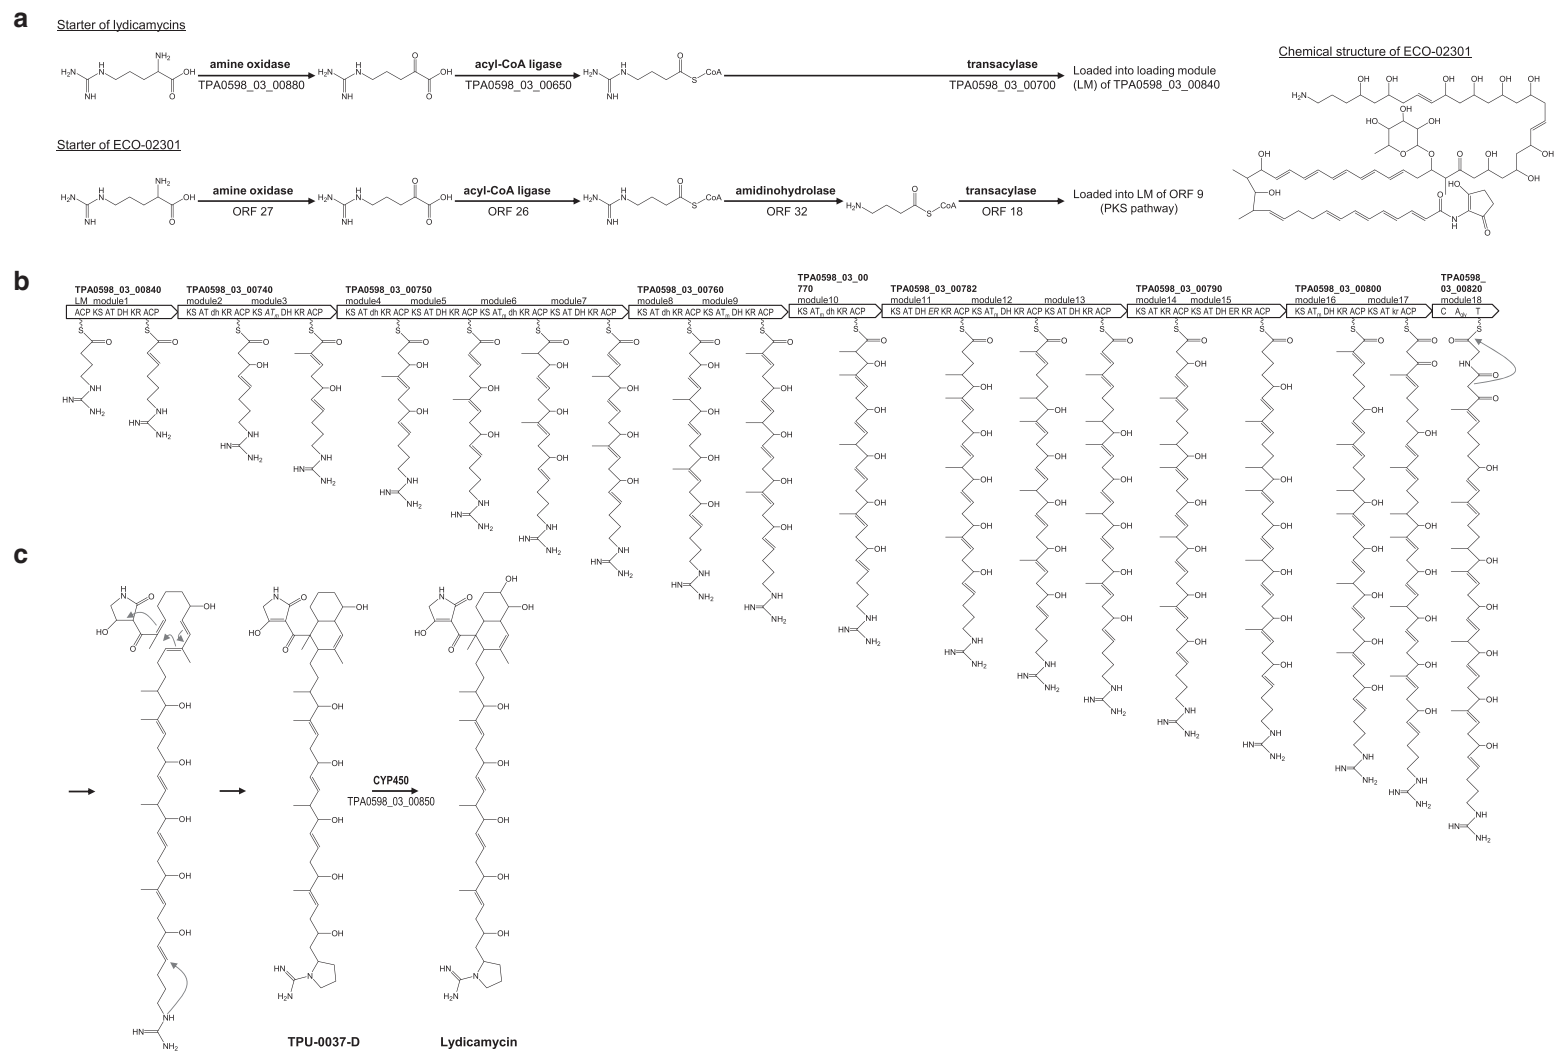 a
Starter of lydicamycins
amine oxidase
TPA0598_03_00880
acyl-CoA ligase
TPA0598_03_00650
transacylase
TPA0598_03_00700
Loaded into loading module
(LM) of TPA0598_03_00840
Chemical structure of ECO-02301
Starter of ECO-02301
amine oxidase
ORF 27
acyl-CoA ligase
ORF 26
amidinohydrolase
ORF 32
transacylase
ORF 18
Loaded into LM of ORF 9
(PKS pathway)
b
TPA0598_03_00840
LM module1
ACP KS AT DH KR ACP
TPA0598_03_00740
module2 module3
KS AT dh KR ACP KS ATm DH KR ACP
TPA0598_03_00750
module4 module5 module6 module7
KS AT dh KR ACP KS AT DH KR ACP KS ATm dh KR ACP KS AT DH KR ACP
TPA0598_03_00760
module8 module9
KS AT dh KR ACP KS ATm DH KR ACP
TPA0598_03_00
770
module10
KS ATm dh KR ACP
TPA0598_03_00782
module11 module12 module13
KS AT DH ER KR ACP KS ATm DH KR ACP KS AT DH KR ACP
TPA0598_03_00790
module14 module15
KS AT KR ACP KS AT DH ER KR ACP
TPA0598_03_00800
module16 module17
KS ATm DH KR ACP KS AT kr ACP
TPA0598_
03_00820
module18
C Agly T
c
CYP450
TPA0598_03_00850
TPU-0037-D
Lydicamycin